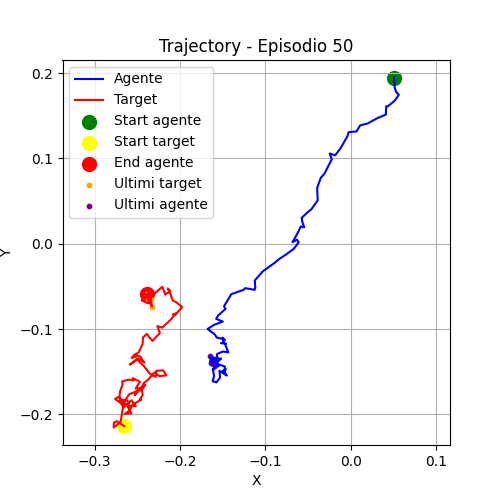 Trajectory - Episodio 50
Agente
Target
Start agente
Start target
End agente
Ultimi target
Ultimi agente
0.2
0.1
0.0
−0.1
−0.2
Y
−0.3
−0.2
−0.1
0.0
0.1
X